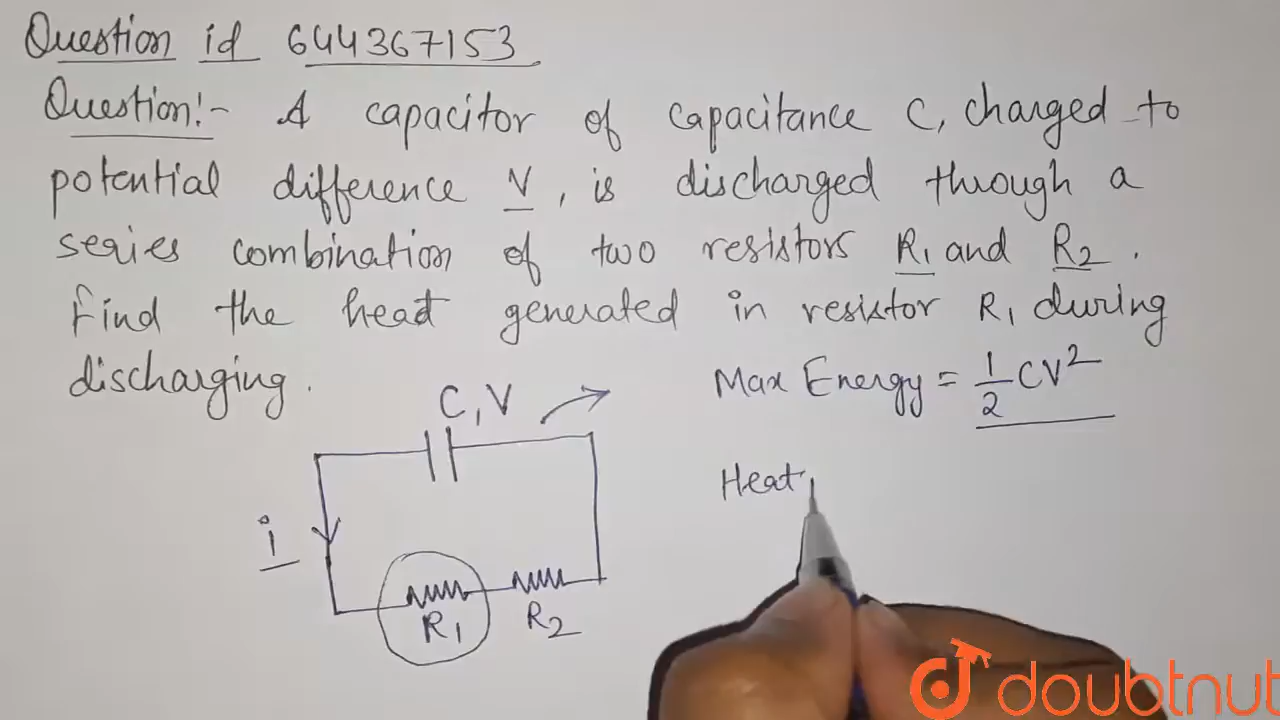 Question id 644367153
Question:- A capacitor of capacitance C, charged to
potential difference V, is discharged through a
series combination of two resistors R1 and R2.
Find the heat generated in resistor R1 during
discharging.
Max Energy = 1/2 CV²
C, V
Heat
i
R1
R2
doubtnut